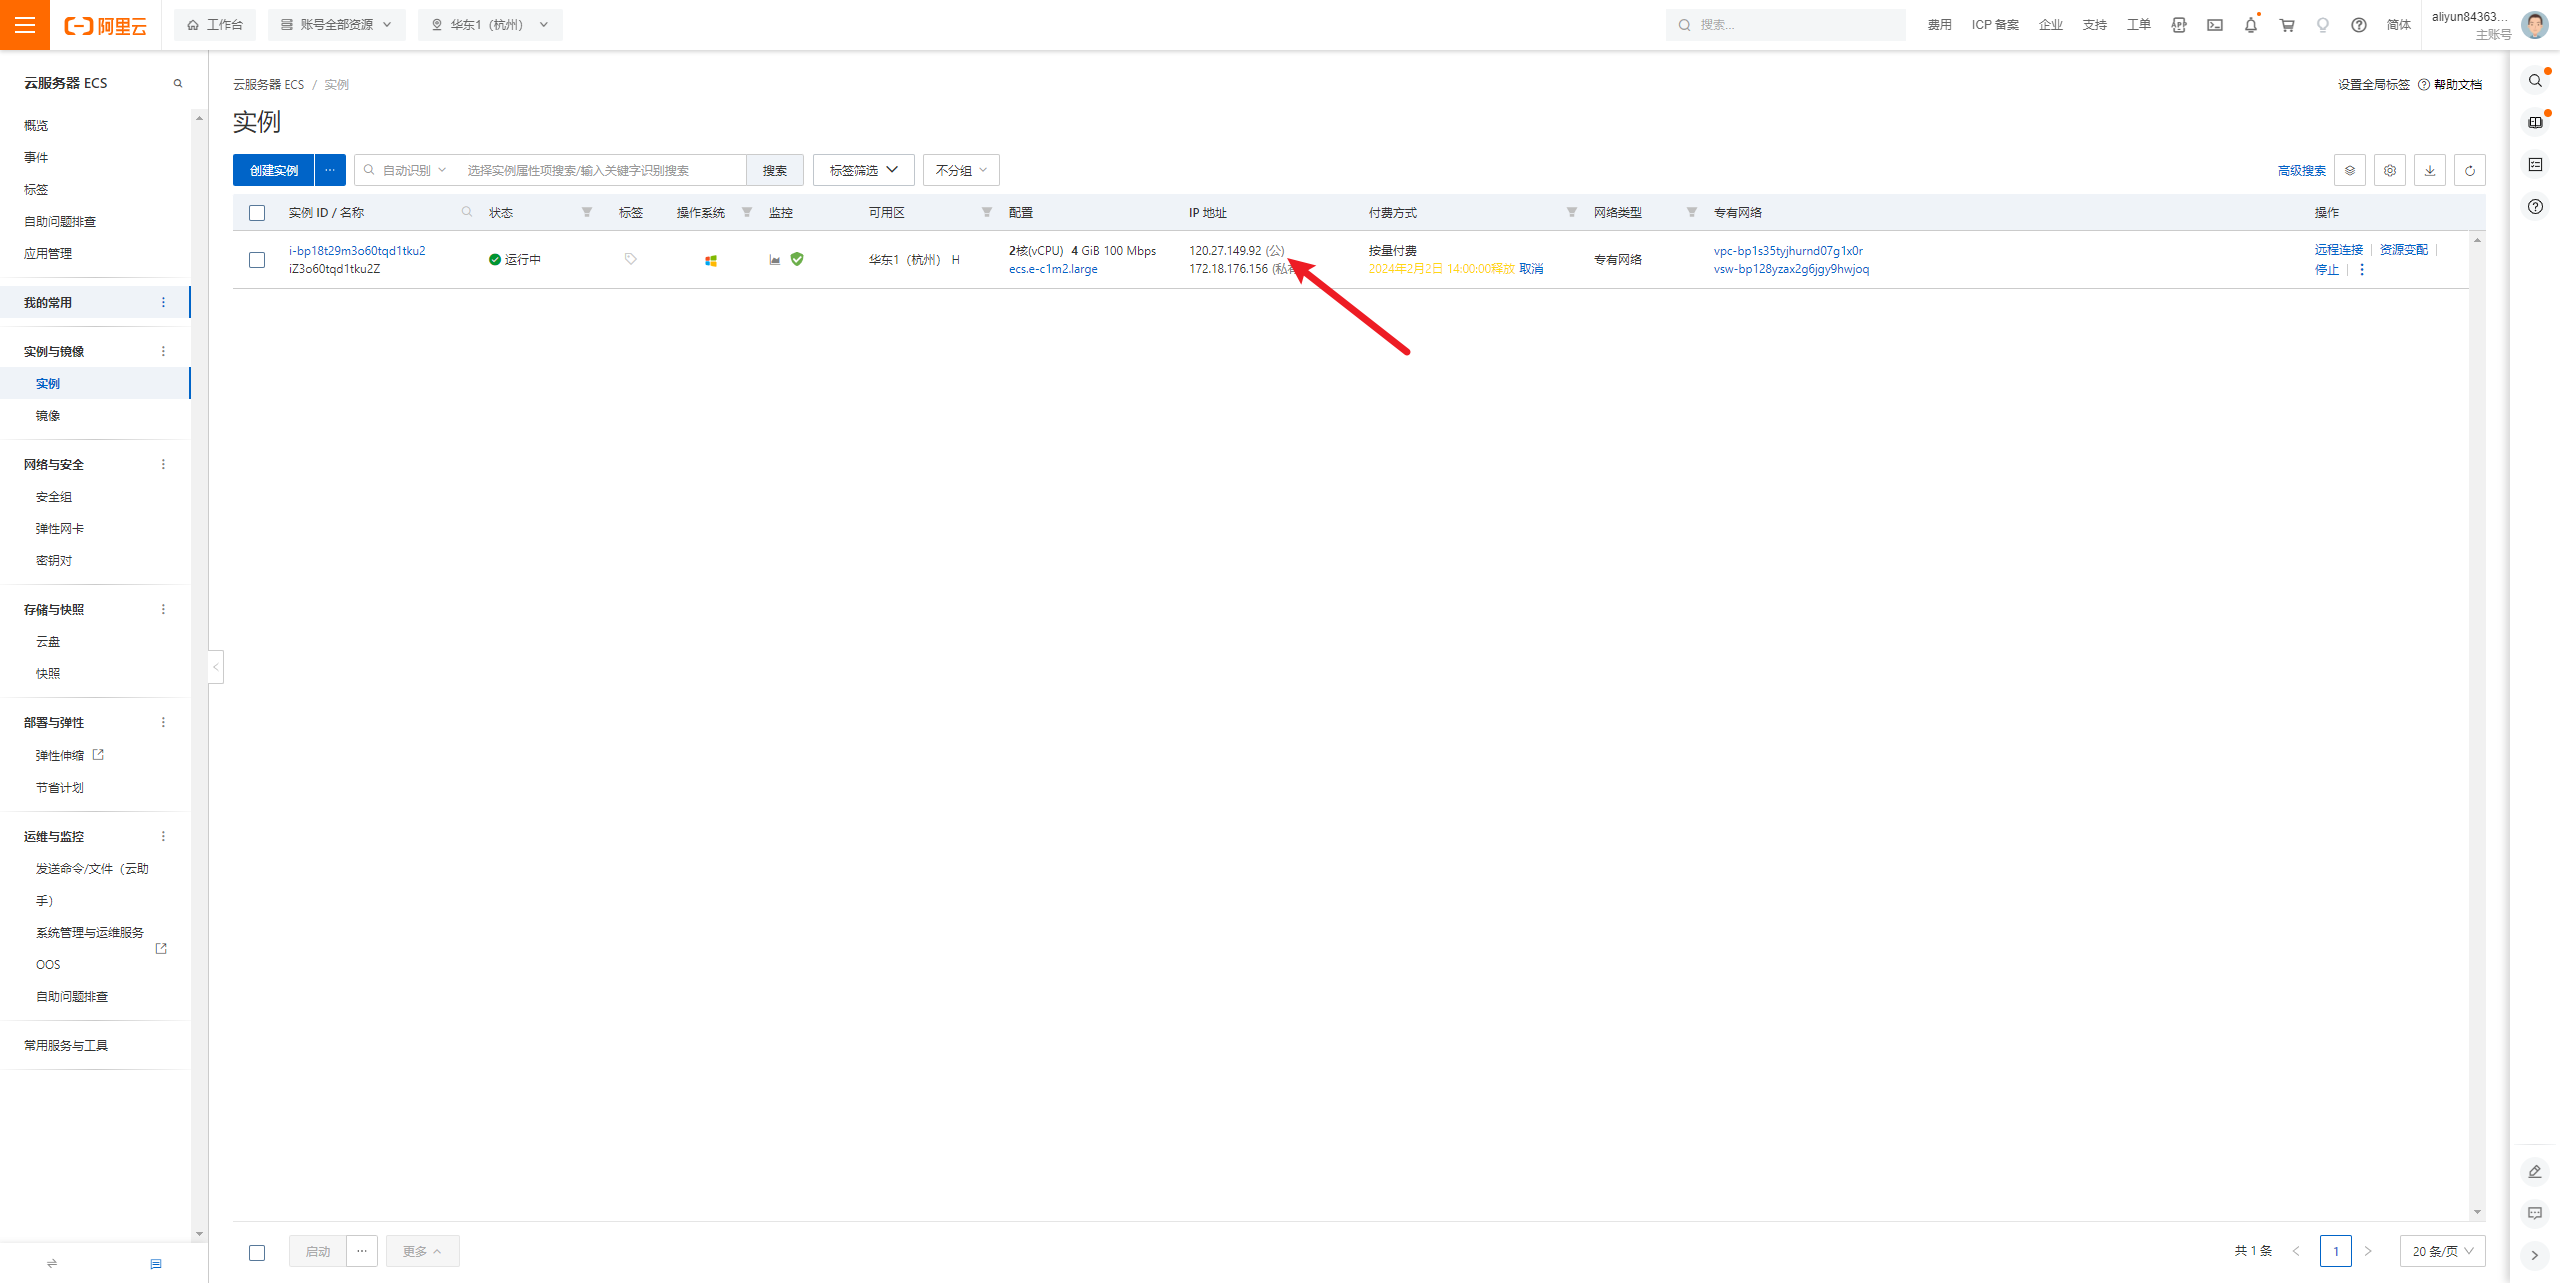 阿里云
工作台
账号全部资源
华东1（杭州）
搜索...
费用
ICP 备案
企业
支持
工单
简体
aliyun84363...
主账号
云服务器 ECS
概览
事件
标签
自助问题排查
应用管理
我的常用
实例与镜像
实例
镜像
网络与安全
安全组
弹性网卡
密钥对
存储与快照
云盘
快照
部署与弹性
弹性伸缩
节省计划
运维与监控
发送命令/文件（云助
手）
系统管理与运维服务
OOS
自助问题排查
常用服务与工具
云服务器 ECS / 实例
设置全局标签
帮助文档
实例
创建实例
...
自动识别
选择实例属性项搜索/输入关键字识别搜索
搜索
标签筛选
不分组
高级搜索
实例 ID / 名称
状态
标签
操作系统
监控
可用区
配置
IP 地址
付费方式
网络类型
专有网络
操作
i-bp18t29m3o60tqd1tku2
iZ3o60tqd1tku2Z
运行中
华东1（杭州） H
2核(vCPU) 4 GiB 100 Mbps
ecs.e-c1m2.large
120.27.149.92 (公)
172.18.176.156 (私
按量付费
2024年2月2日 14:00:00释放 取消
专有网络
vpc-bp1s35tyjhurnd07g1x0r
vsw-bp128yzax2g6jgy9hwjoq
远程连接
资源变配
停止
启动
...
更多
共 1 条
1
20 条/页